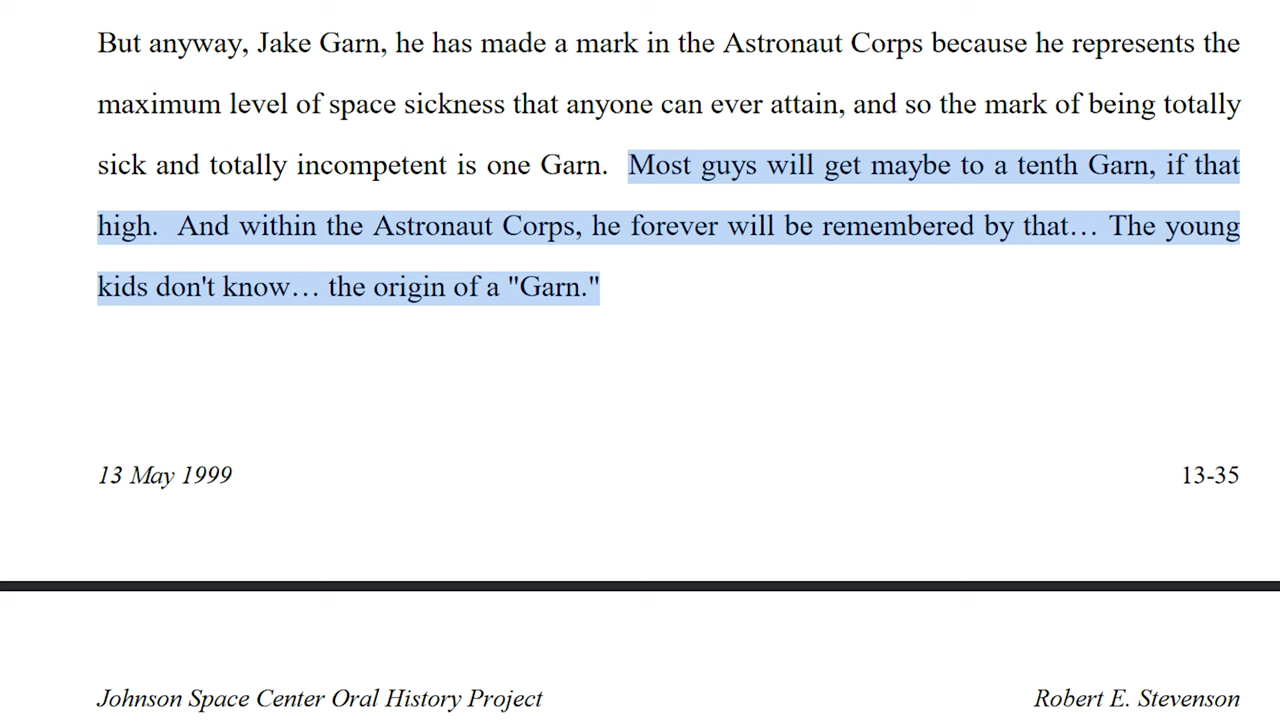 But anyway, Jake Garn, he has made a mark in the Astronaut Corps because he represents the
maximum level of space sickness that anyone can ever attain, and so the mark of being totally
sick and totally incompetent is one Garn.  Most guys will get maybe to a tenth Garn, if that
high.  And within the Astronaut Corps, he forever will be remembered by that… The young
kids don't know… the origin of a "Garn."
13 May 1999 13-35
Johnson Space Center Oral History Project Robert E. Stevenson